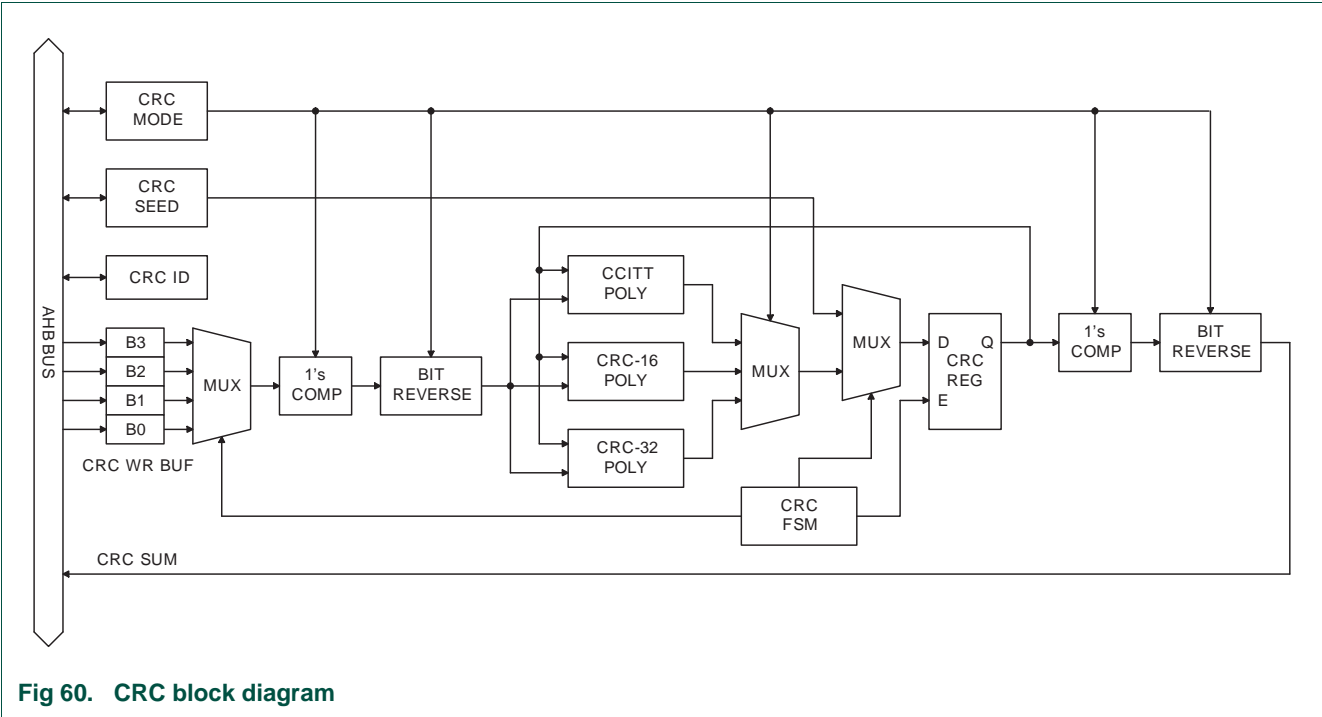 CRC
MODE
CRC
SEED
CRC ID
AHB BUS
B3
B2
B1
B0
CRC WR BUF
MUX
1's
COMP
BIT
REVERSE
CCITT
POLY
CRC-16
POLY
CRC-32
POLY
MUX
MUX
D Q
CRC
REG
E
1's
COMP
BIT
REVERSE
CRC
FSM
CRC SUM
Fig 60. CRC block diagram